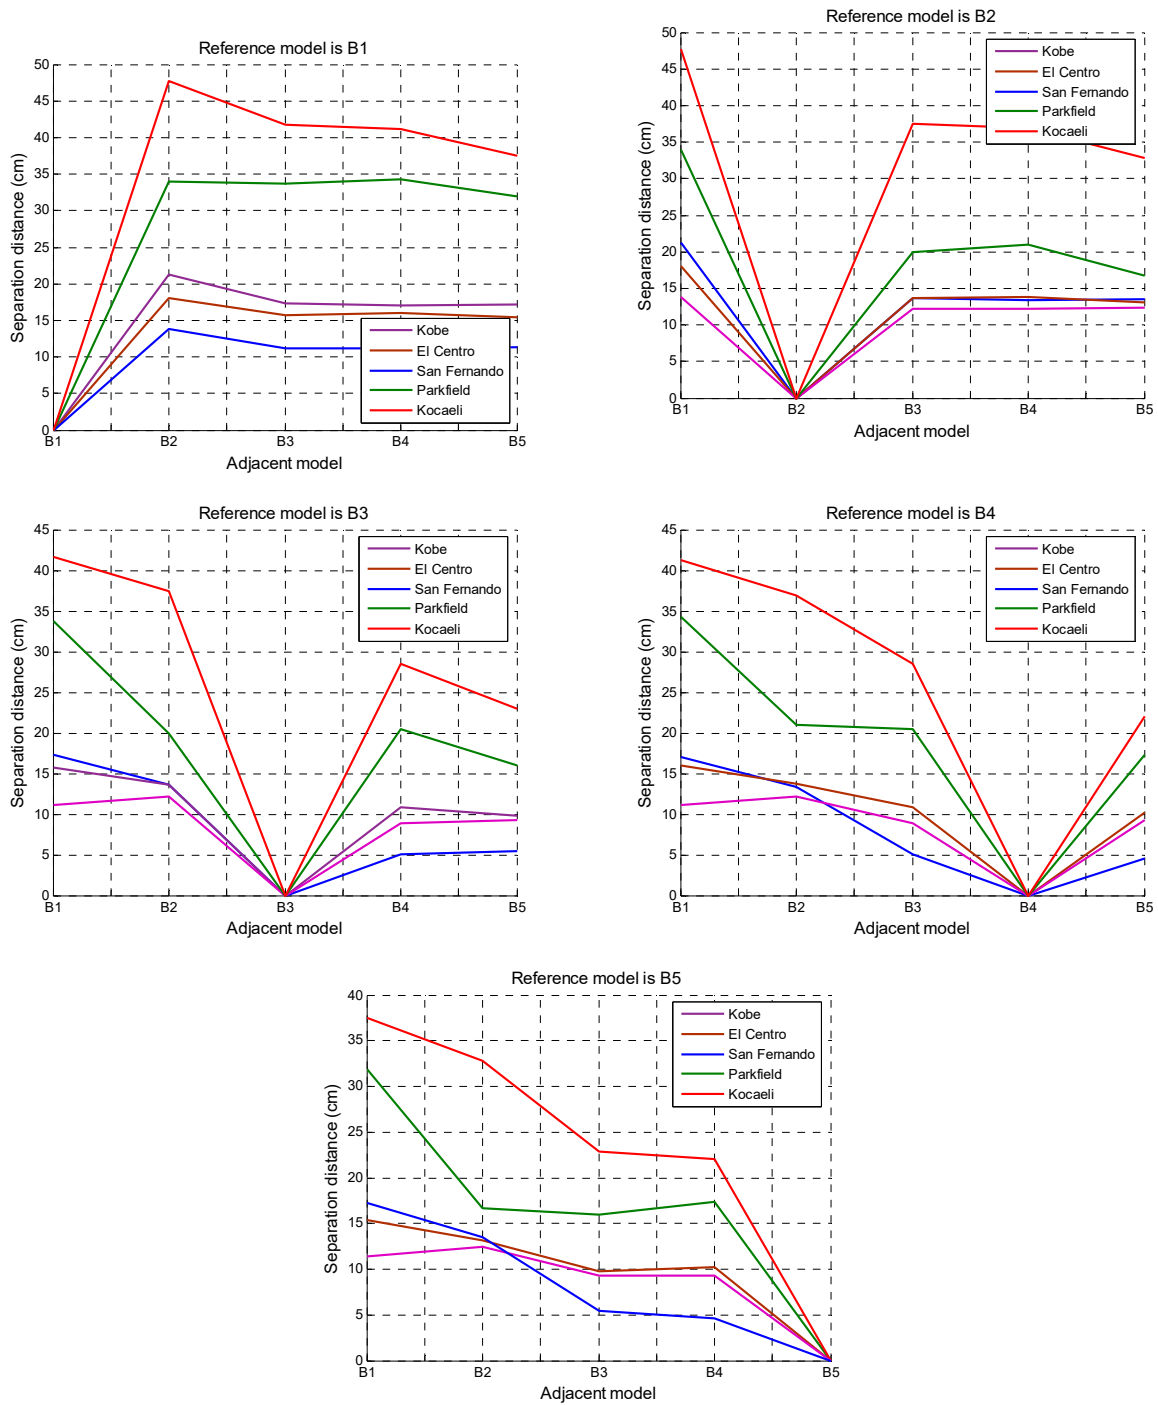 Reference model is B1
50
45
40
35
30
25
20
15
10
5
0
Separation distance (cm)
Kobe
El Centro
San Fernando
Parkfield
Kocaeli
B1 B2 B3 B4 B5
Adjacent model
Reference model is B2
50
45
40
35
30
25
20
15
10
5
0
Separation distance (cm)
Kobe
El Centro
San Fernando
Parkfield
Kocaeli
B1 B2 B3 B4 B5
Adjacent model
Reference model is B3
45
40
35
30
25
20
15
10
5
0
Separation distance (cm)
Kobe
El Centro
San Fernando
Parkfield
Kocaeli
B1 B2 B3 B4 B5
Adjacent model
Reference model is B4
45
40
35
30
25
20
15
10
5
0
Separation distance (cm)
Kobe
El Centro
San Fernando
Parkfield
Kocaeli
B1 B2 B3 B4 B5
Adjacent model
Reference model is B5
40
35
30
25
20
15
10
5
0
Separation distance (cm)
Kobe
El Centro
San Fernando
Parkfield
Kocaeli
B1 B2 B3 B4 B5
Adjacent model